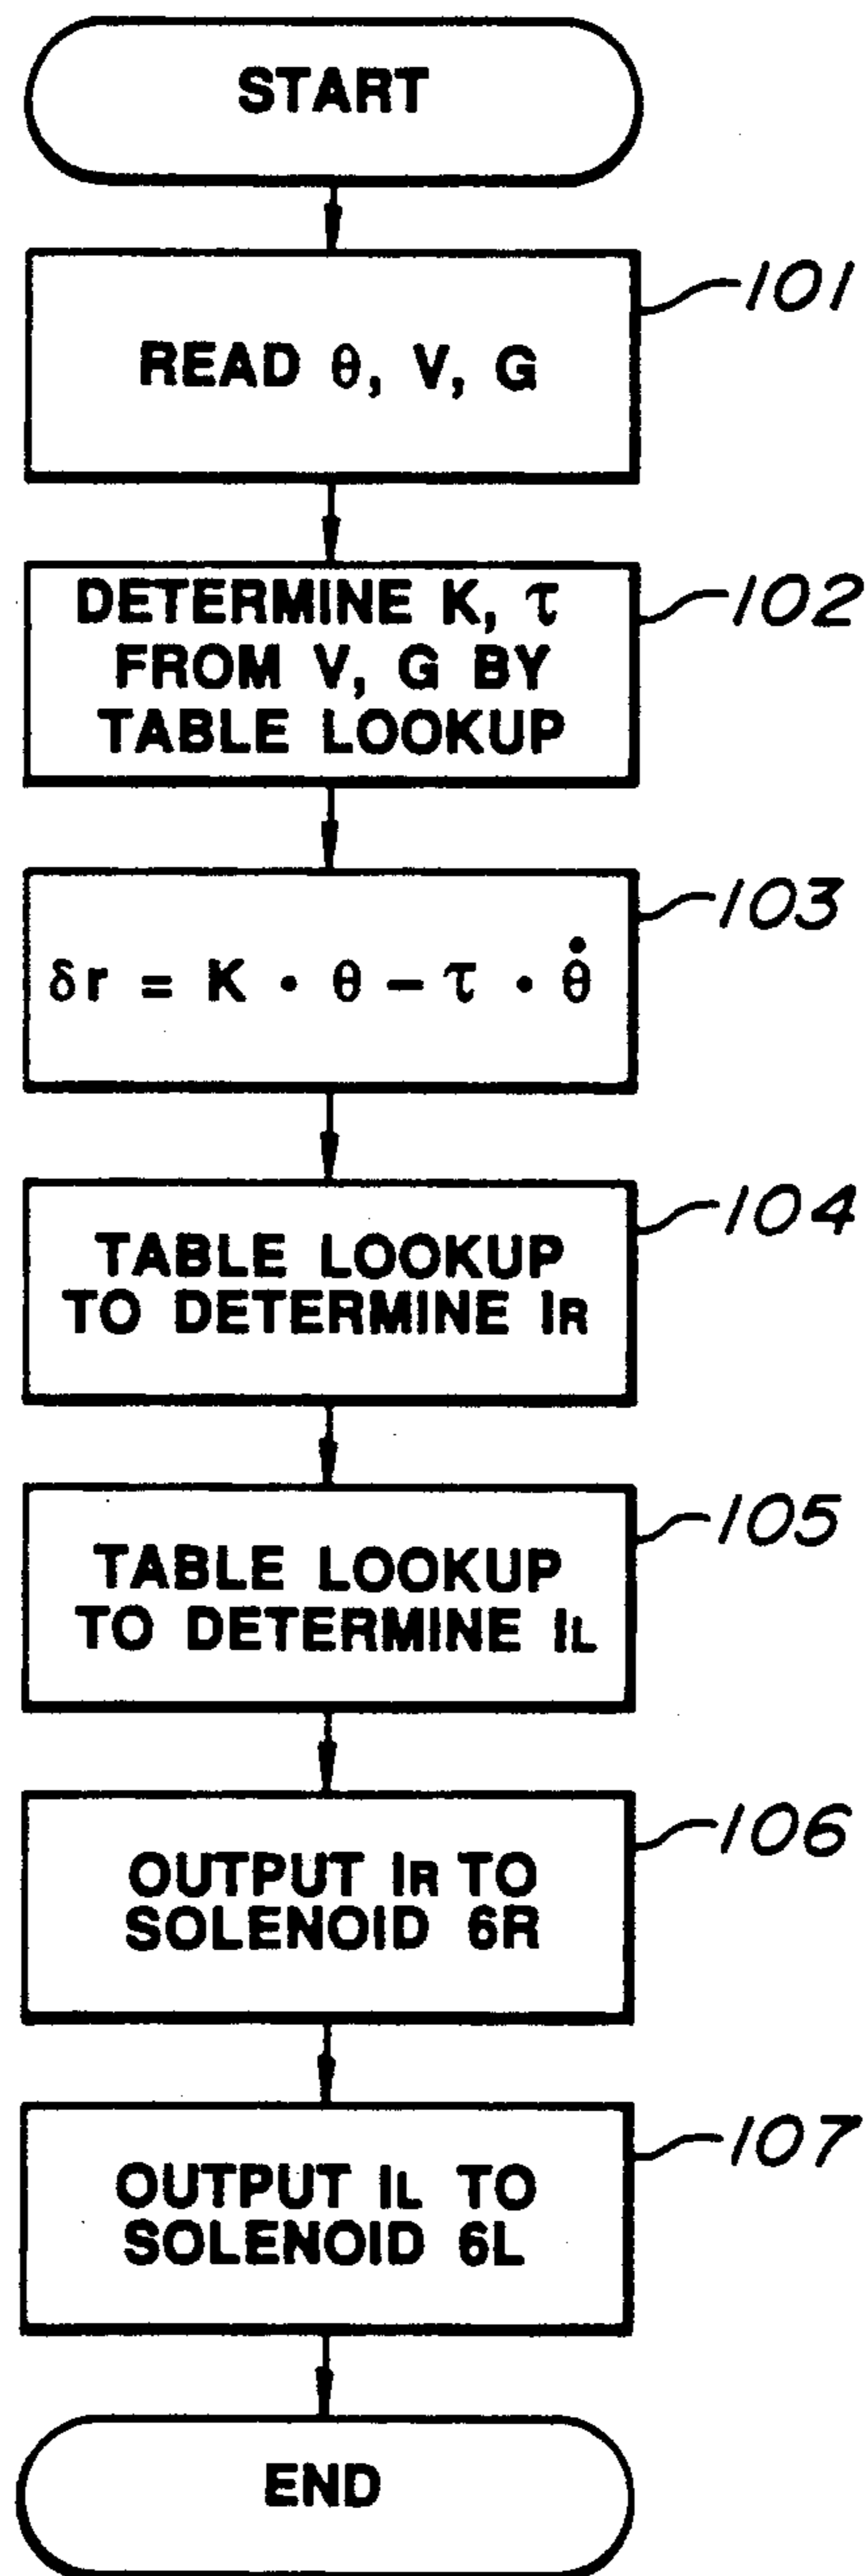 START
101
READ θ, V, G
102
DETERMINE K, τ
FROM V, G BY
TABLE LOOKUP
103
δr = K · θ – τ · θ̇
104
TABLE LOOKUP
TO DETERMINE IR
105
TABLE LOOKUP
TO DETERMINE IL
106
OUTPUT IR TO
SOLENOID 6R
107
OUTPUT IL TO
SOLENOID 6L
END